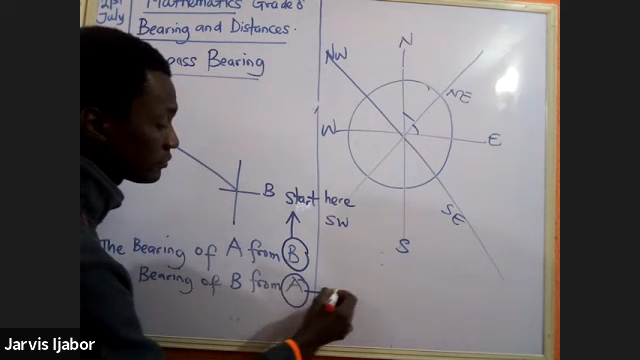 21st
July
Mathematics Grade 8
Bearing and Distances.
pass Bearing
B
start here
The Bearing of A from B
Bearing of B from A
N
NW
NE
W
E
SW
SE
S
Jarvis Ijabor